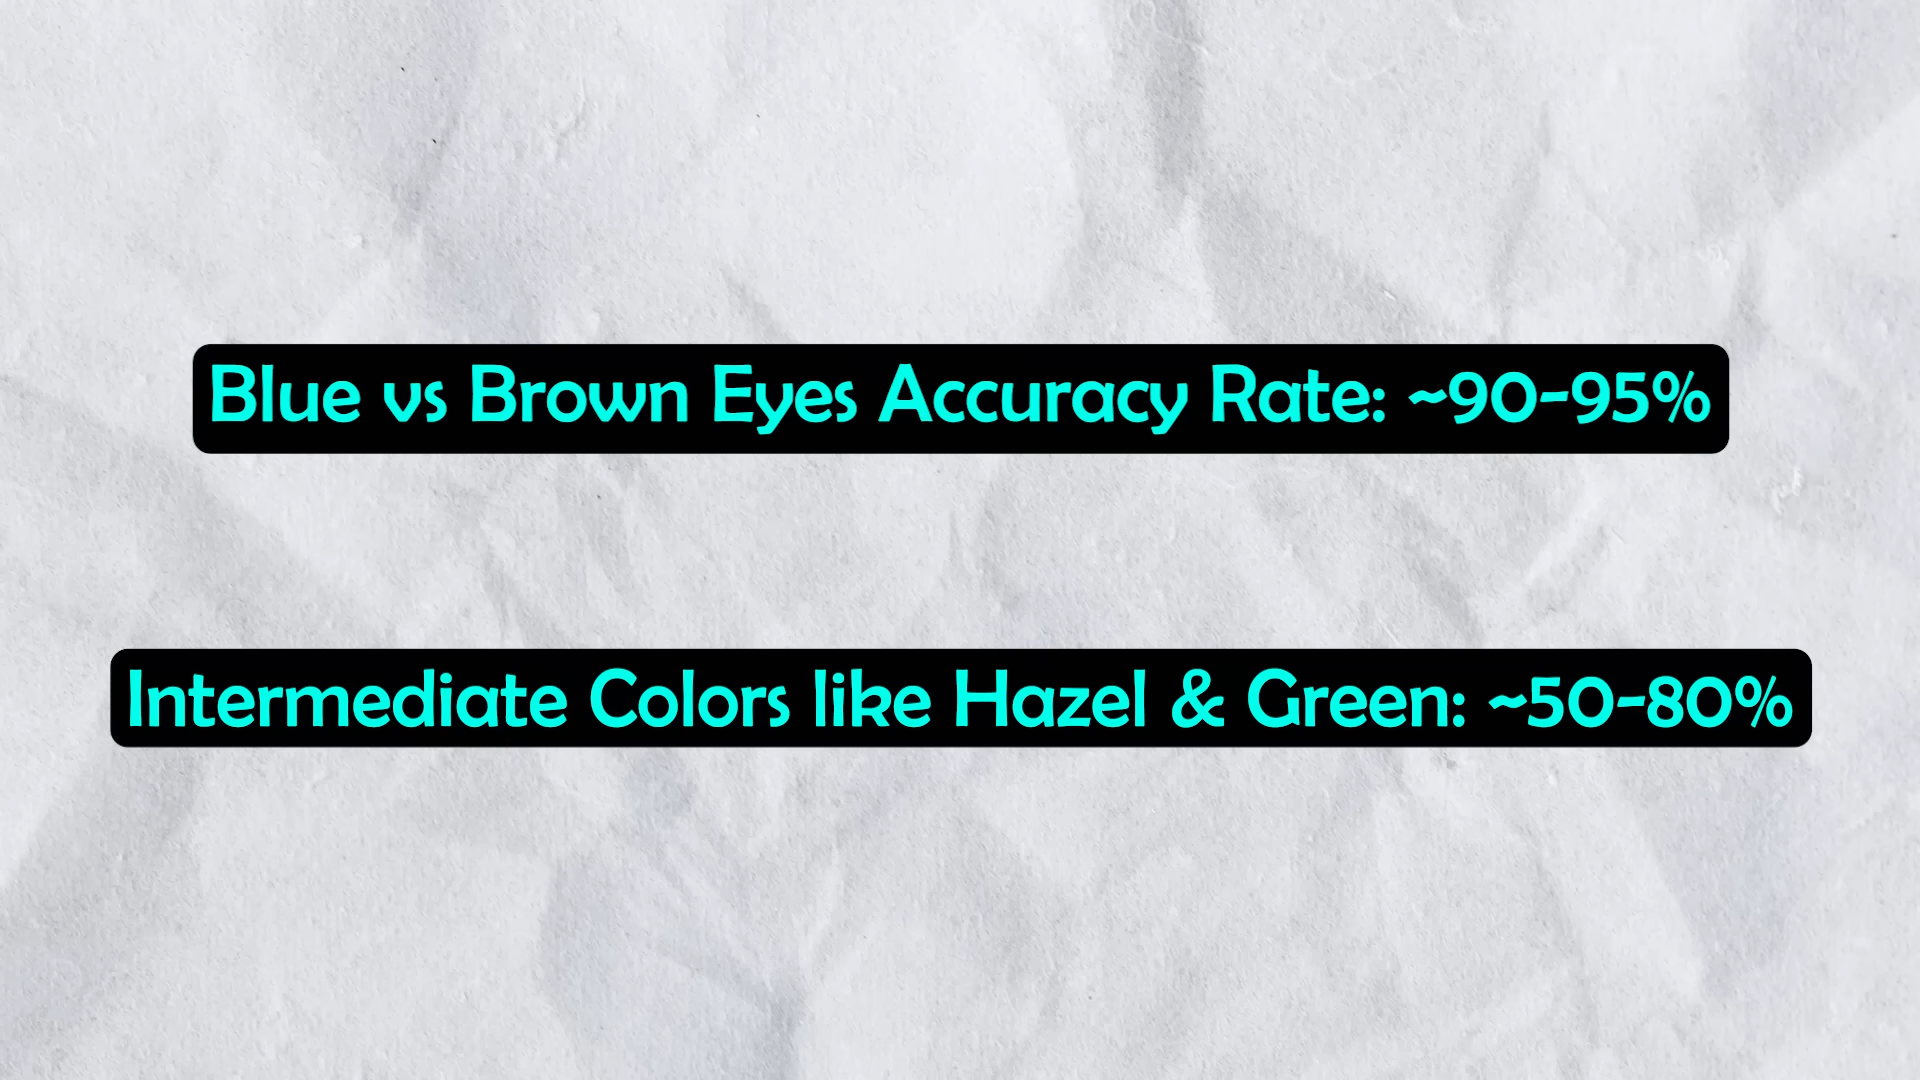 Blue vs Brown Eyes Accuracy Rate: ~90-95%
Intermediate Colors like Hazel & Green: ~50-80%